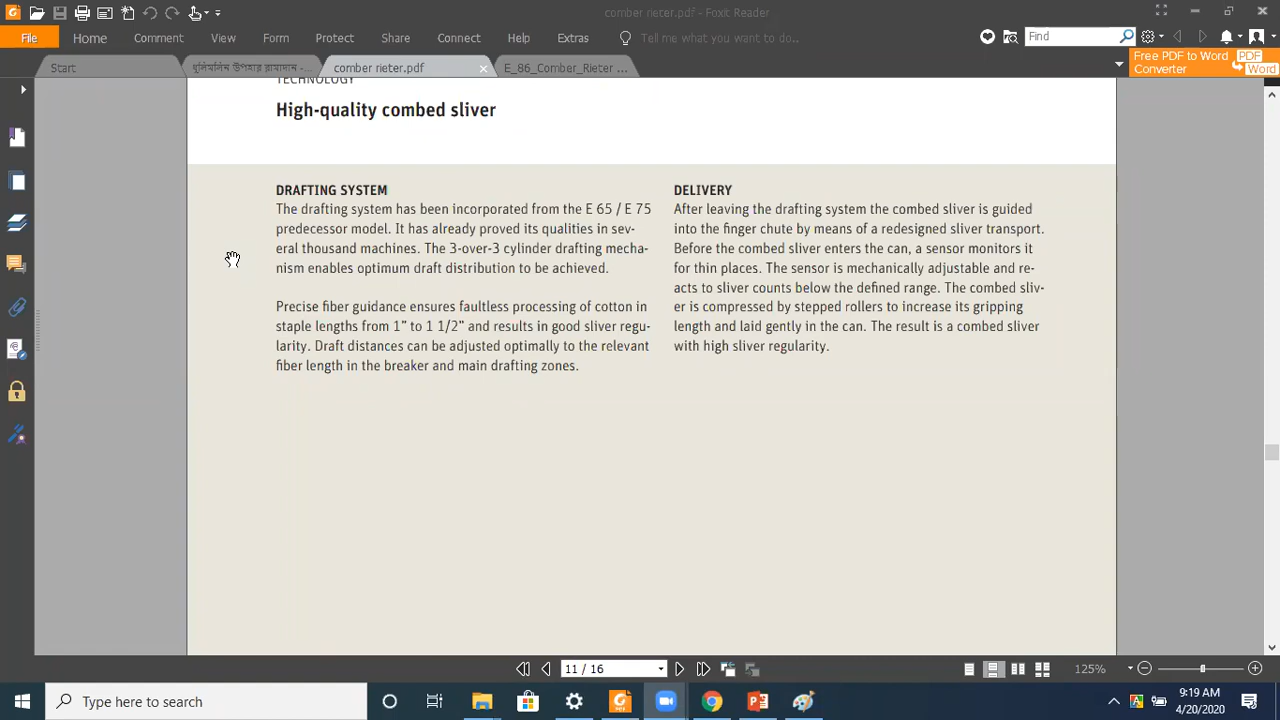 comber rieter.pdf - Foxit Reader
File Home Comment View Form Protect Share Connect Help Extras Tell me what you want to do.. Find
Start ধুলিমলিন উপহার রামাদান -... comber rieter.pdf E_86_Comber_Rieter ...
Free PDF to Word Converter PDF Word
TECHNOLOGY
High-quality combed sliver
DRAFTING SYSTEM
The drafting system has been incorporated from the E 65 / E 75
predecessor model. It has already proved its qualities in sev-
eral thousand machines. The 3-over-3 cylinder drafting mecha-
nism enables optimum draft distribution to be achieved.
Precise fiber guidance ensures faultless processing of cotton in
staple lengths from 1" to 1 1/2" and results in good sliver regu-
larity. Draft distances can be adjusted optimally to the relevant
fiber length in the breaker and main drafting zones.
DELIVERY
After leaving the drafting system the combed sliver is guided
into the finger chute by means of a redesigned sliver transport.
Before the combed sliver enters the can, a sensor monitors it
for thin places. The sensor is mechanically adjustable and re-
acts to sliver counts below the defined range. The combed sliv-
er is compressed by stepped rollers to increase its gripping
length and laid gently in the can. The result is a combed sliver
with high sliver regularity.
11 / 16
125%
Type here to search
9:19 AM
4/20/2020